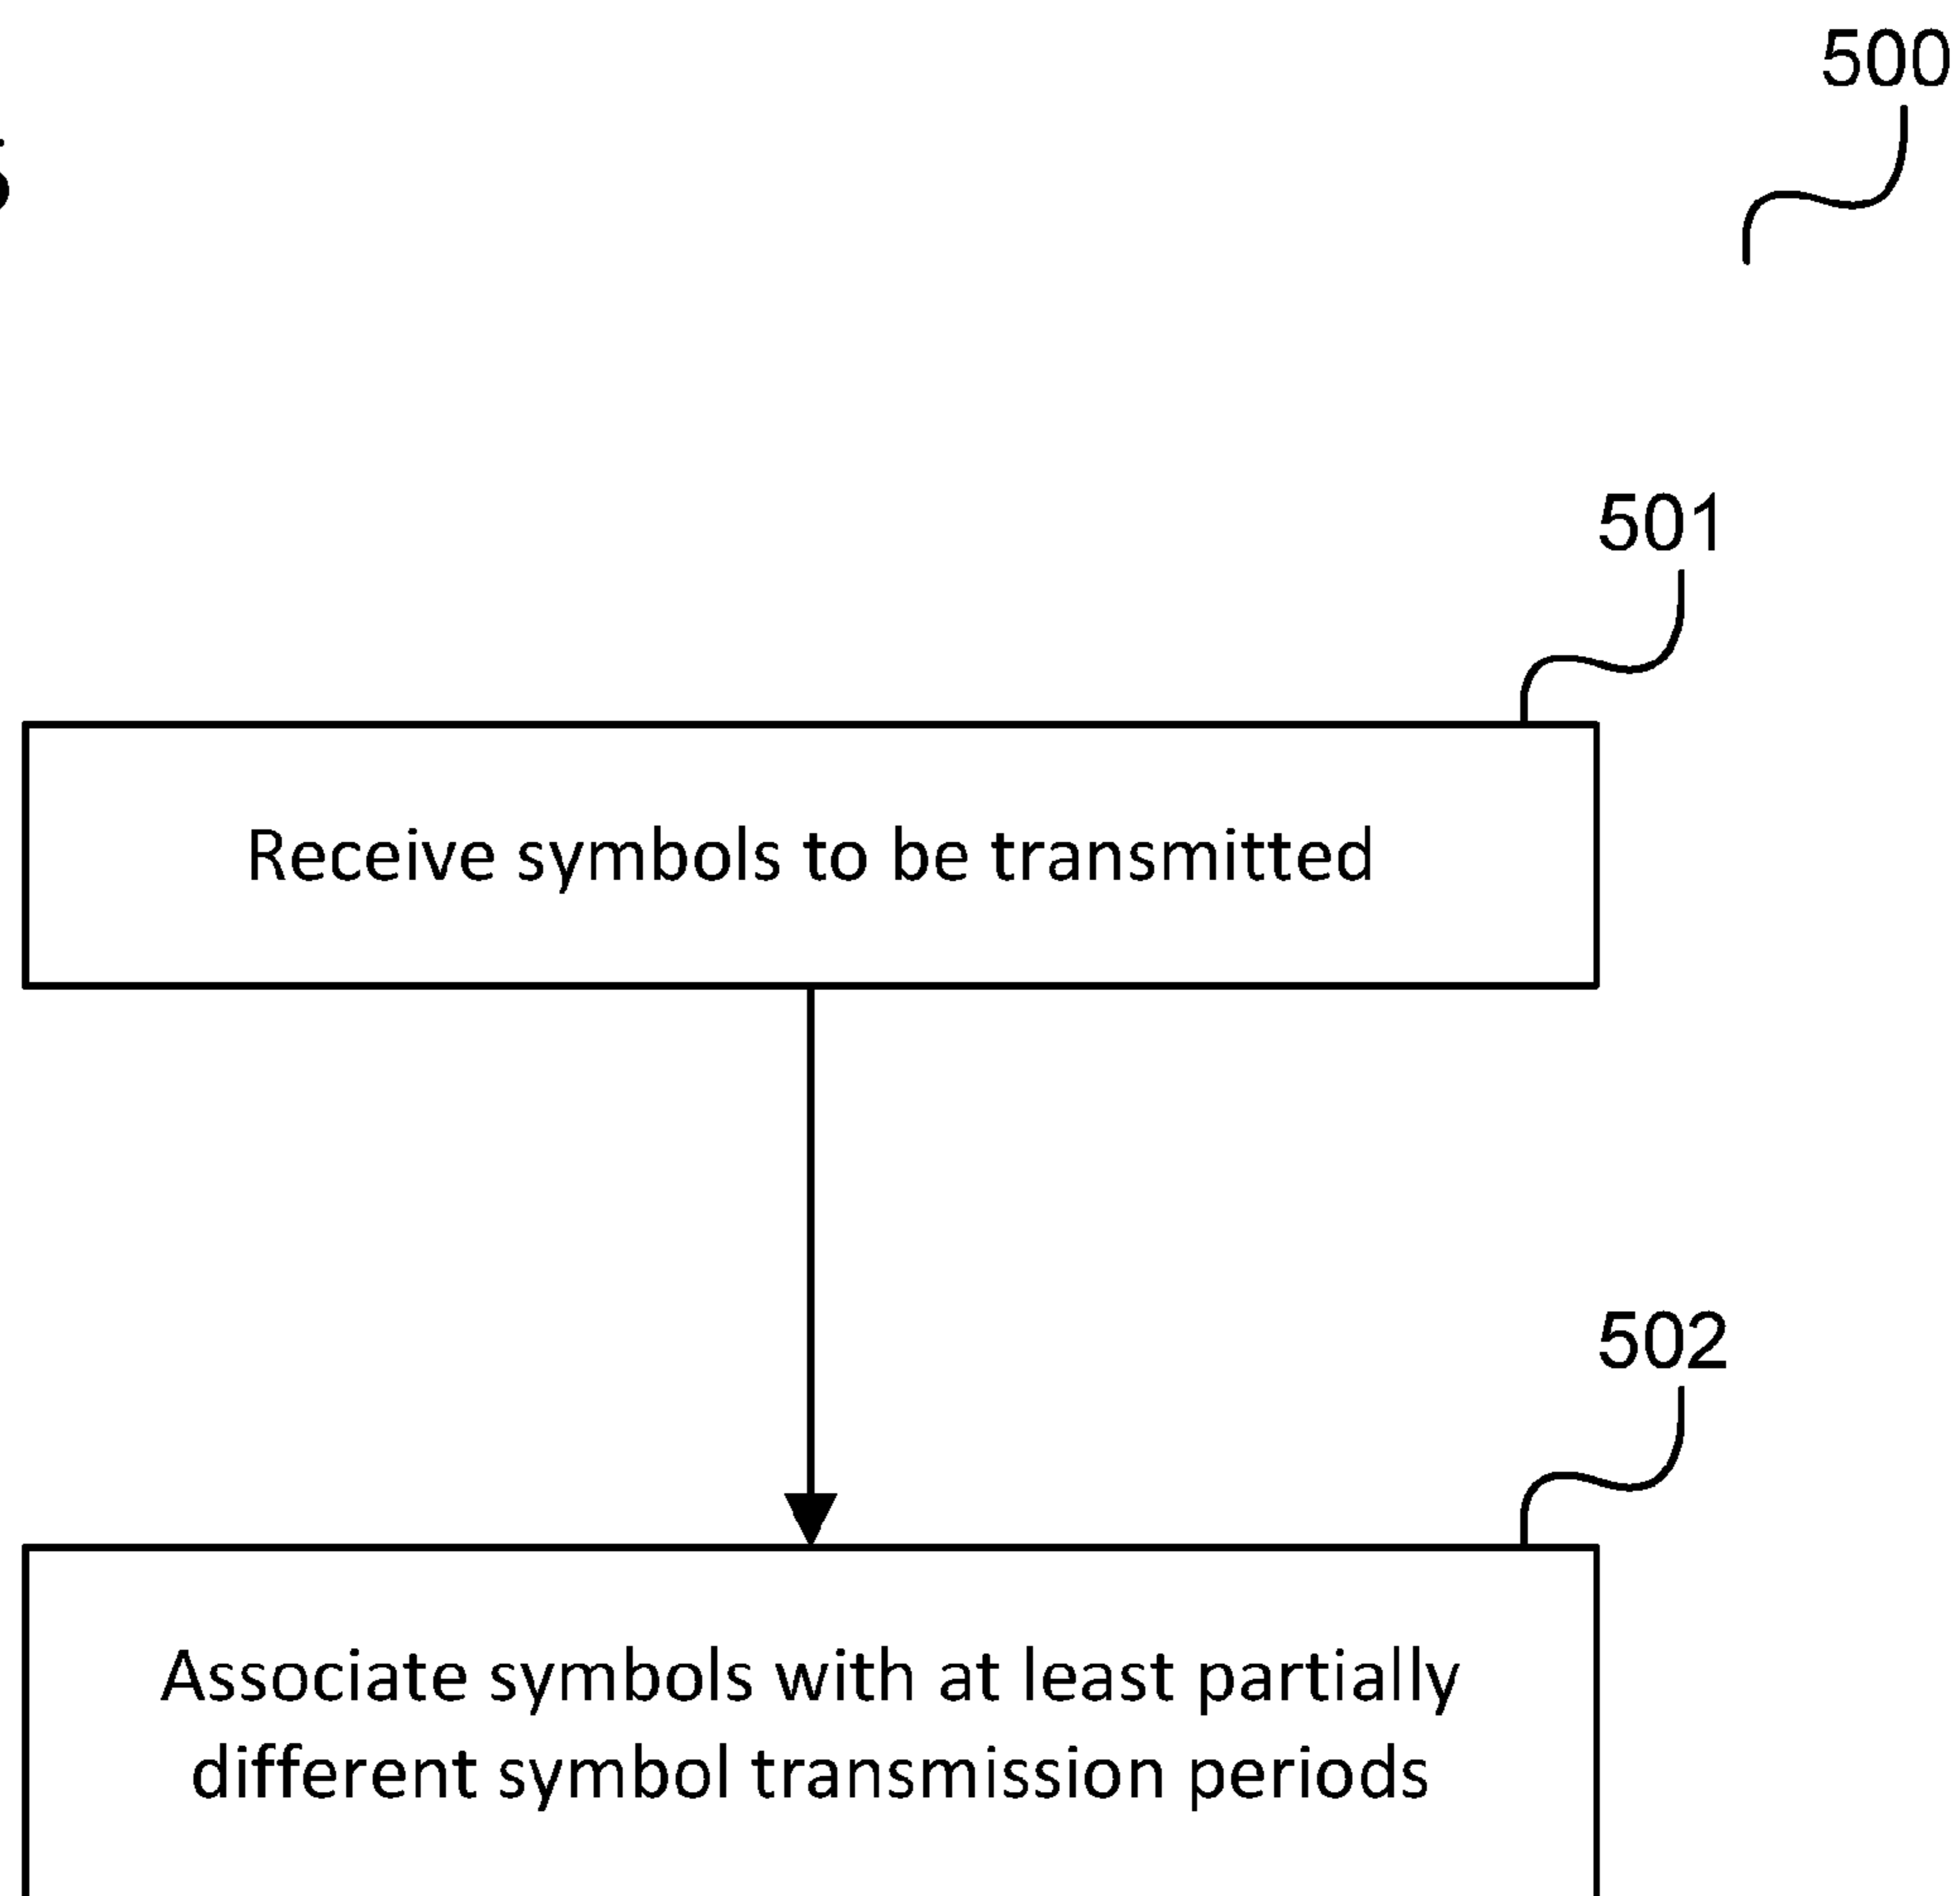 500
501
Receive symbols to be transmitted
502
Associate symbols with at least partially
different symbol transmission periods